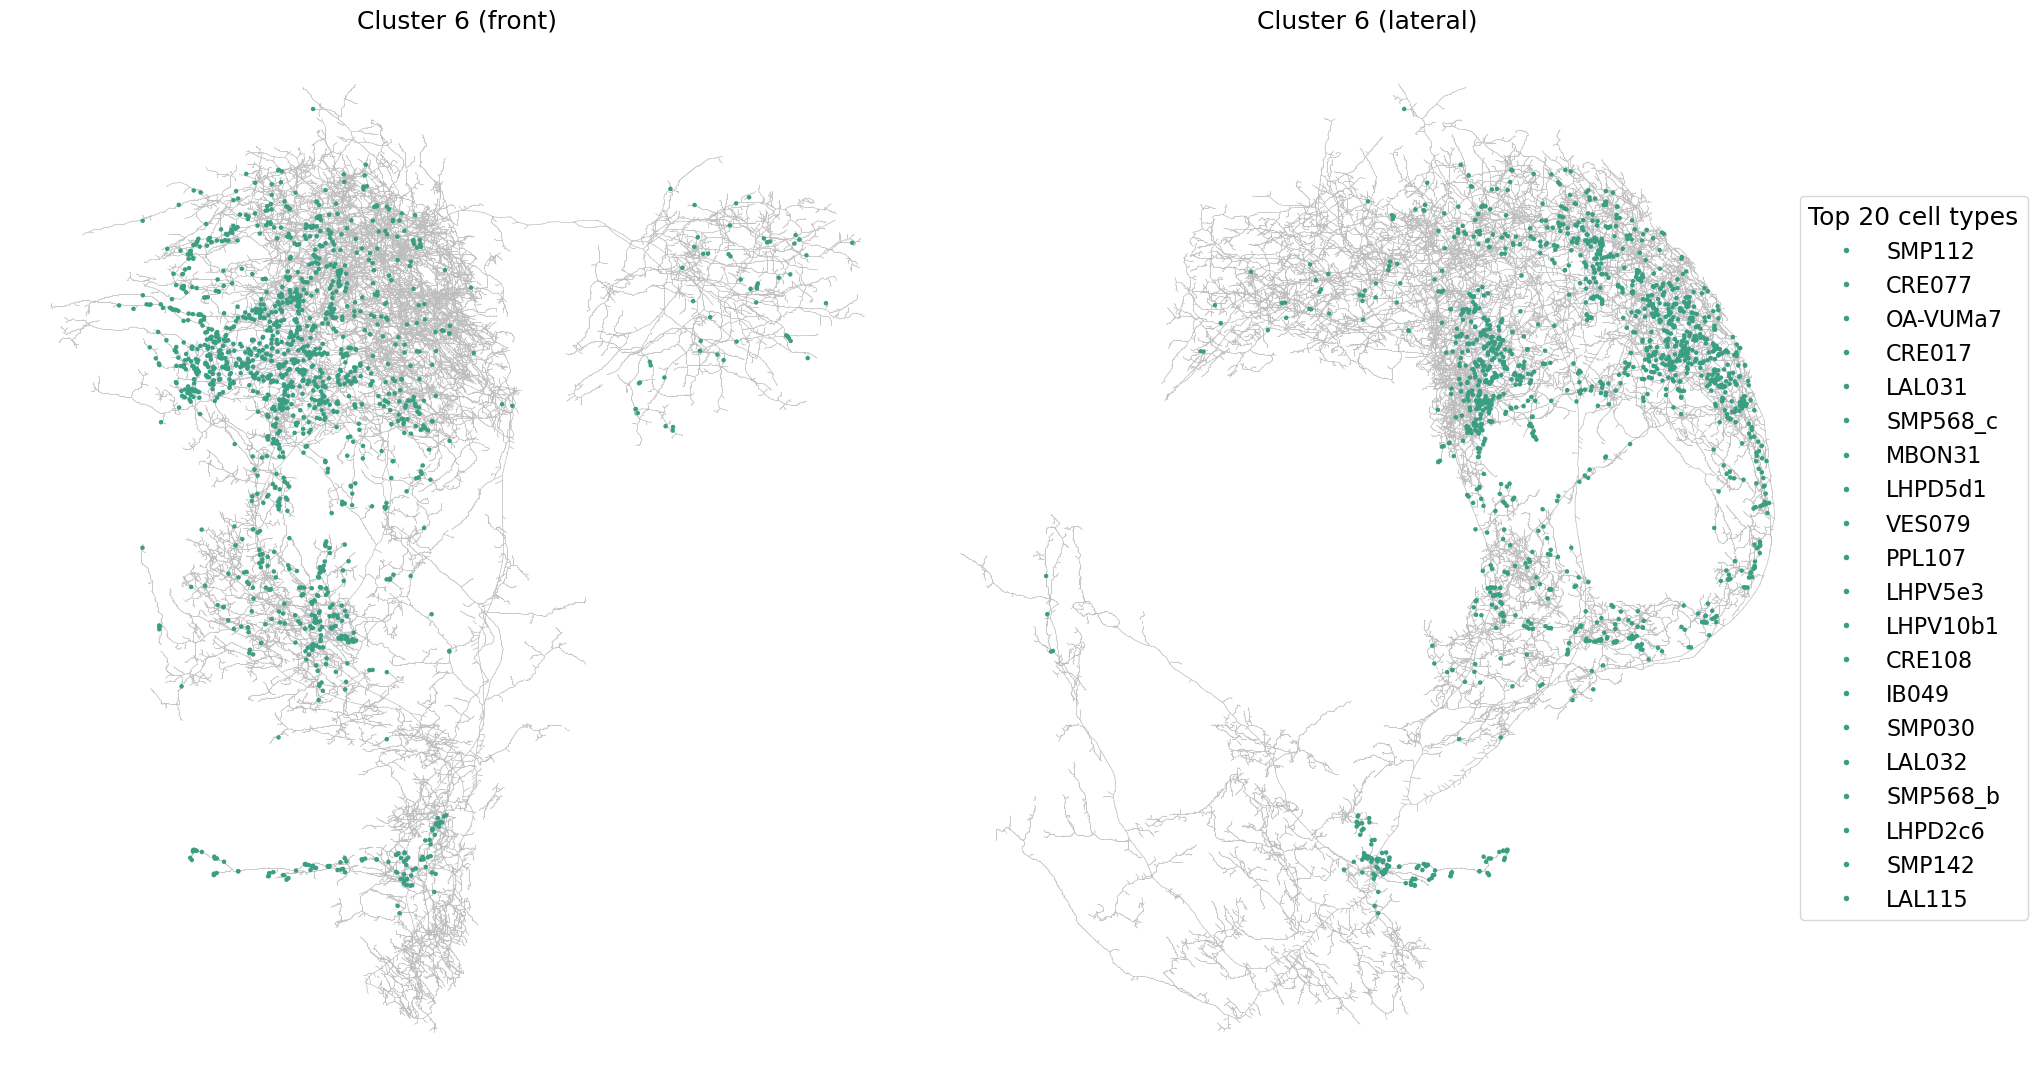 Cluster 6 (front)
Cluster 6 (lateral)
Top 20 cell types
SMP112
CRE077
OA-VUMa7
CRE017
LAL031
SMP568_c
MBON31
LHPD5d1
VES079
PPL107
LHPV5e3
LHPV10b1
CRE108
IB049
SMP030
LAL032
SMP568_b
LHPD2c6
SMP142
LAL115